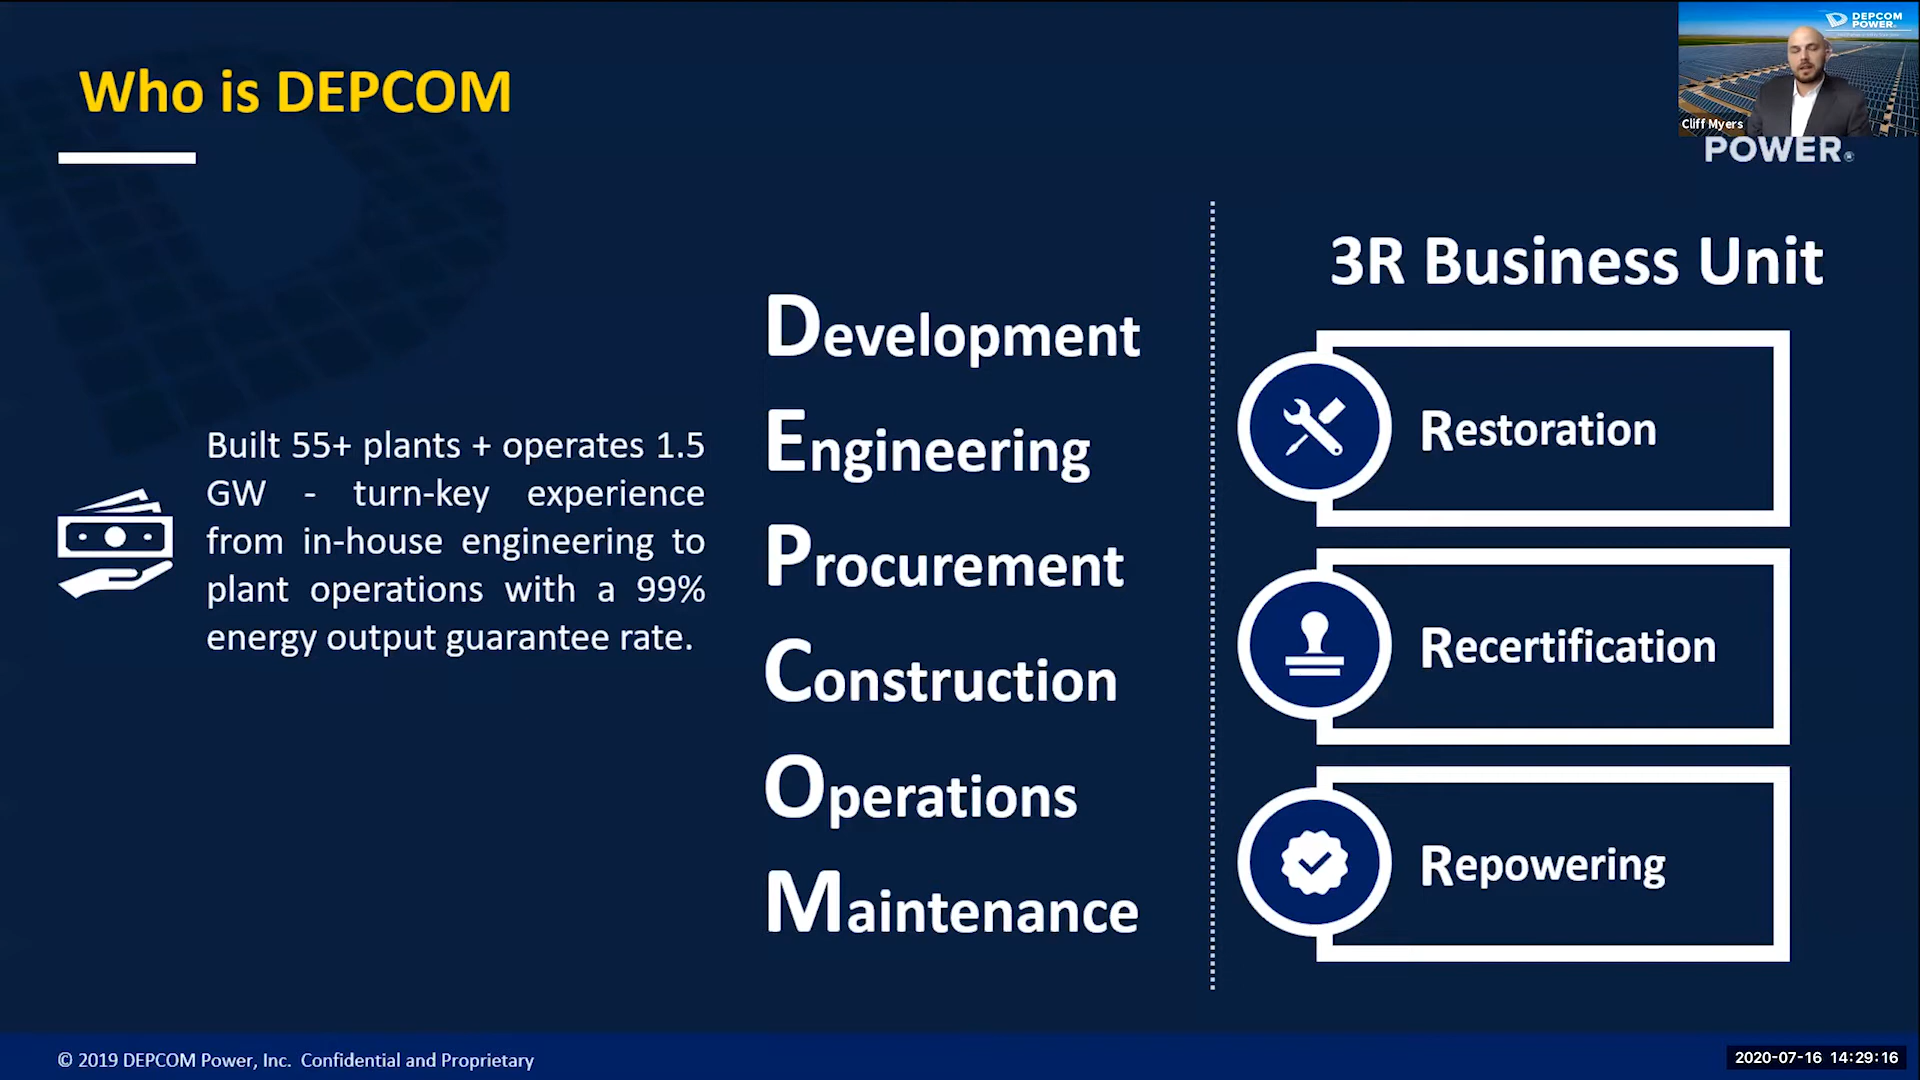 Who is DEPCOM
DEPCOM
POWER
Cliff Myers
POWER®
Built 55+ plants + operates 1.5
GW - turn-key experience
from in-house engineering to
plant operations with a 99%
energy output guarantee rate.
Development
Engineering
Procurement
Construction
Operations
Maintenance
3R Business Unit
Restoration
Recertification
Repowering
© 2019 DEPCOM Power, Inc. Confidential and Proprietary
2020-07-16 14:29:16